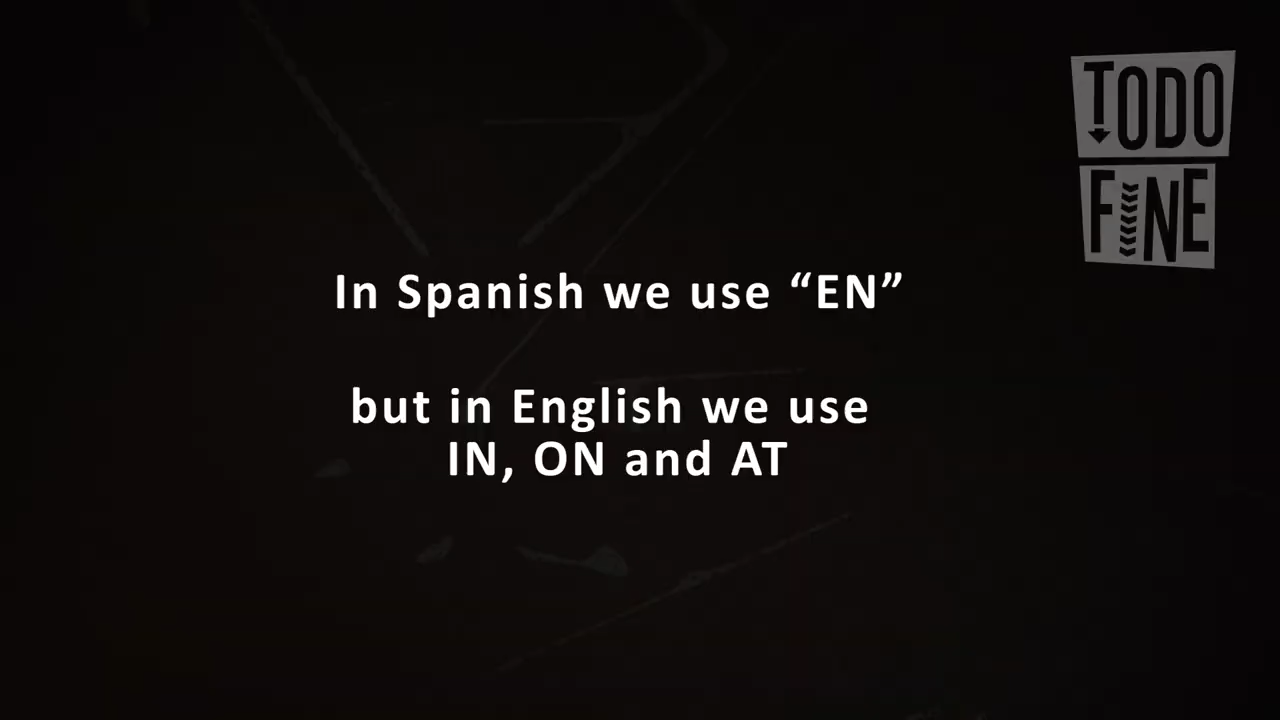 TODO
FINE
In Spanish we use “EN”
but in English we use
IN, ON and AT